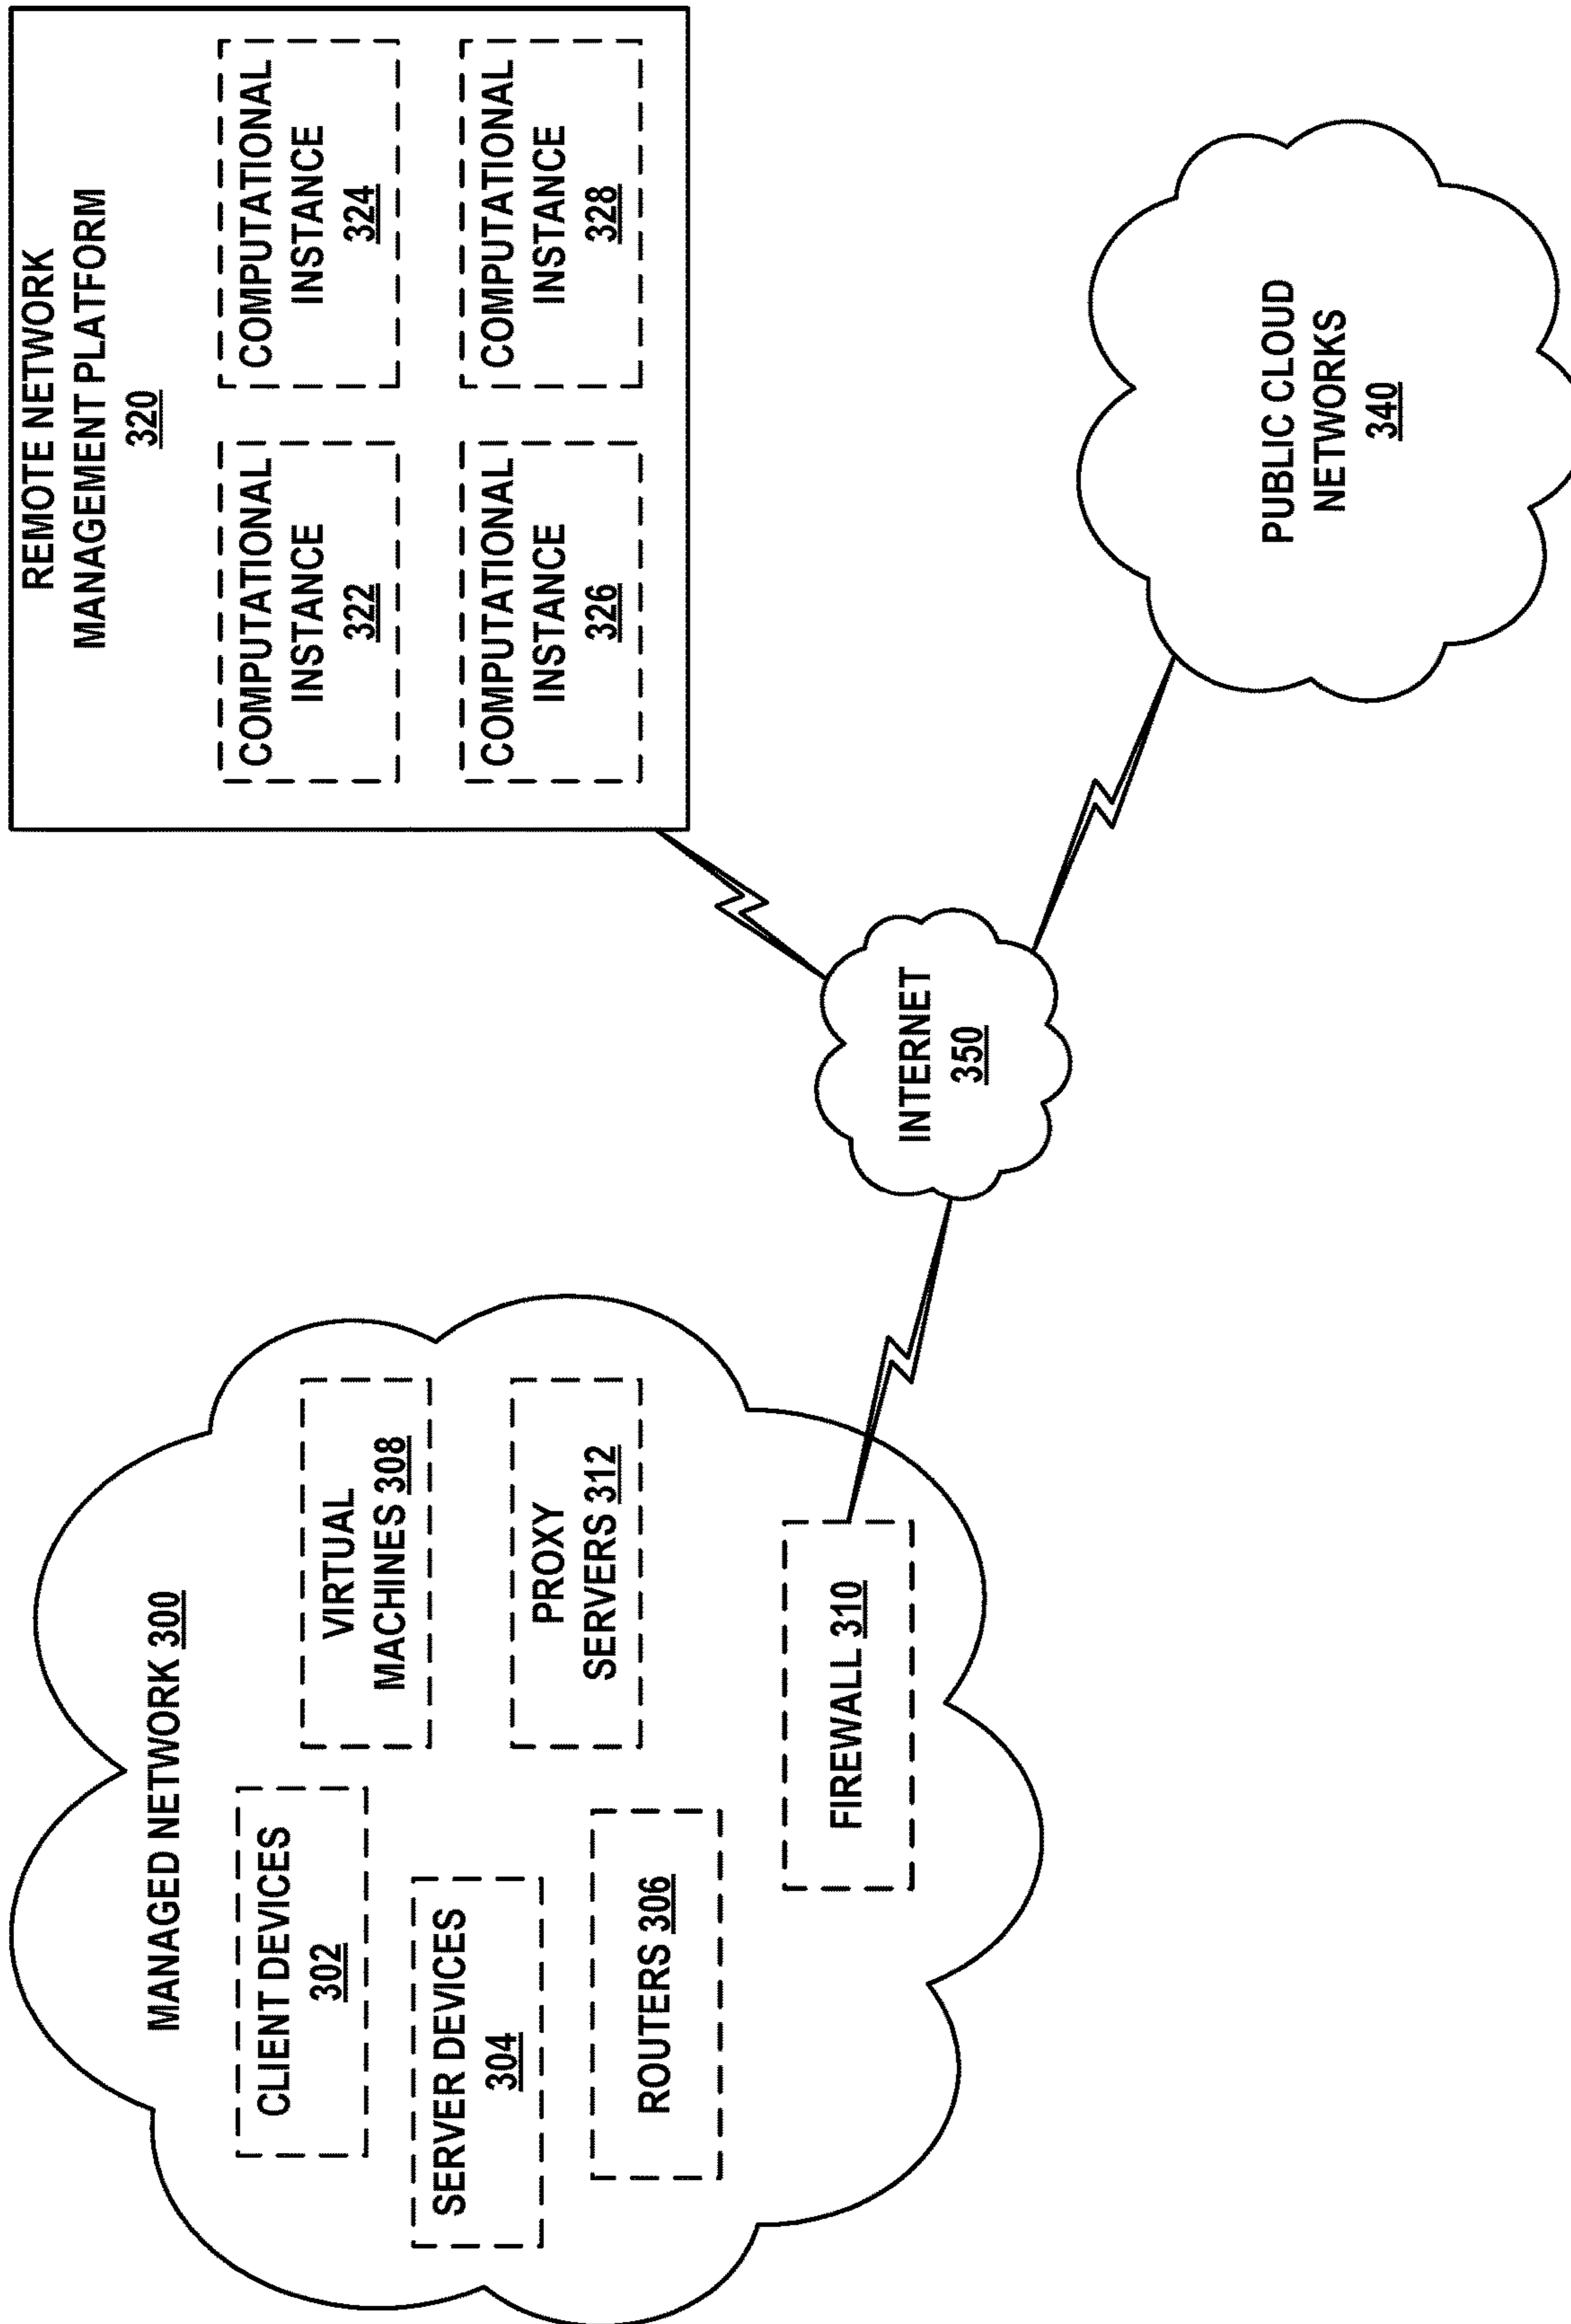 MANAGED NETWORK 300
CLIENT DEVICES
302
SERVER DEVICES
304
ROUTERS 306
VIRTUAL
MACHINES 308
PROXY
SERVERS 312
FIREWALL 310
INTERNET
350
REMOTE NETWORK
MANAGEMENT PLATFORM
320
COMPUTATIONAL
INSTANCE
322
COMPUTATIONAL
INSTANCE
324
COMPUTATIONAL
INSTANCE
326
COMPUTATIONAL
INSTANCE
328
PUBLIC CLOUD
NETWORKS
340